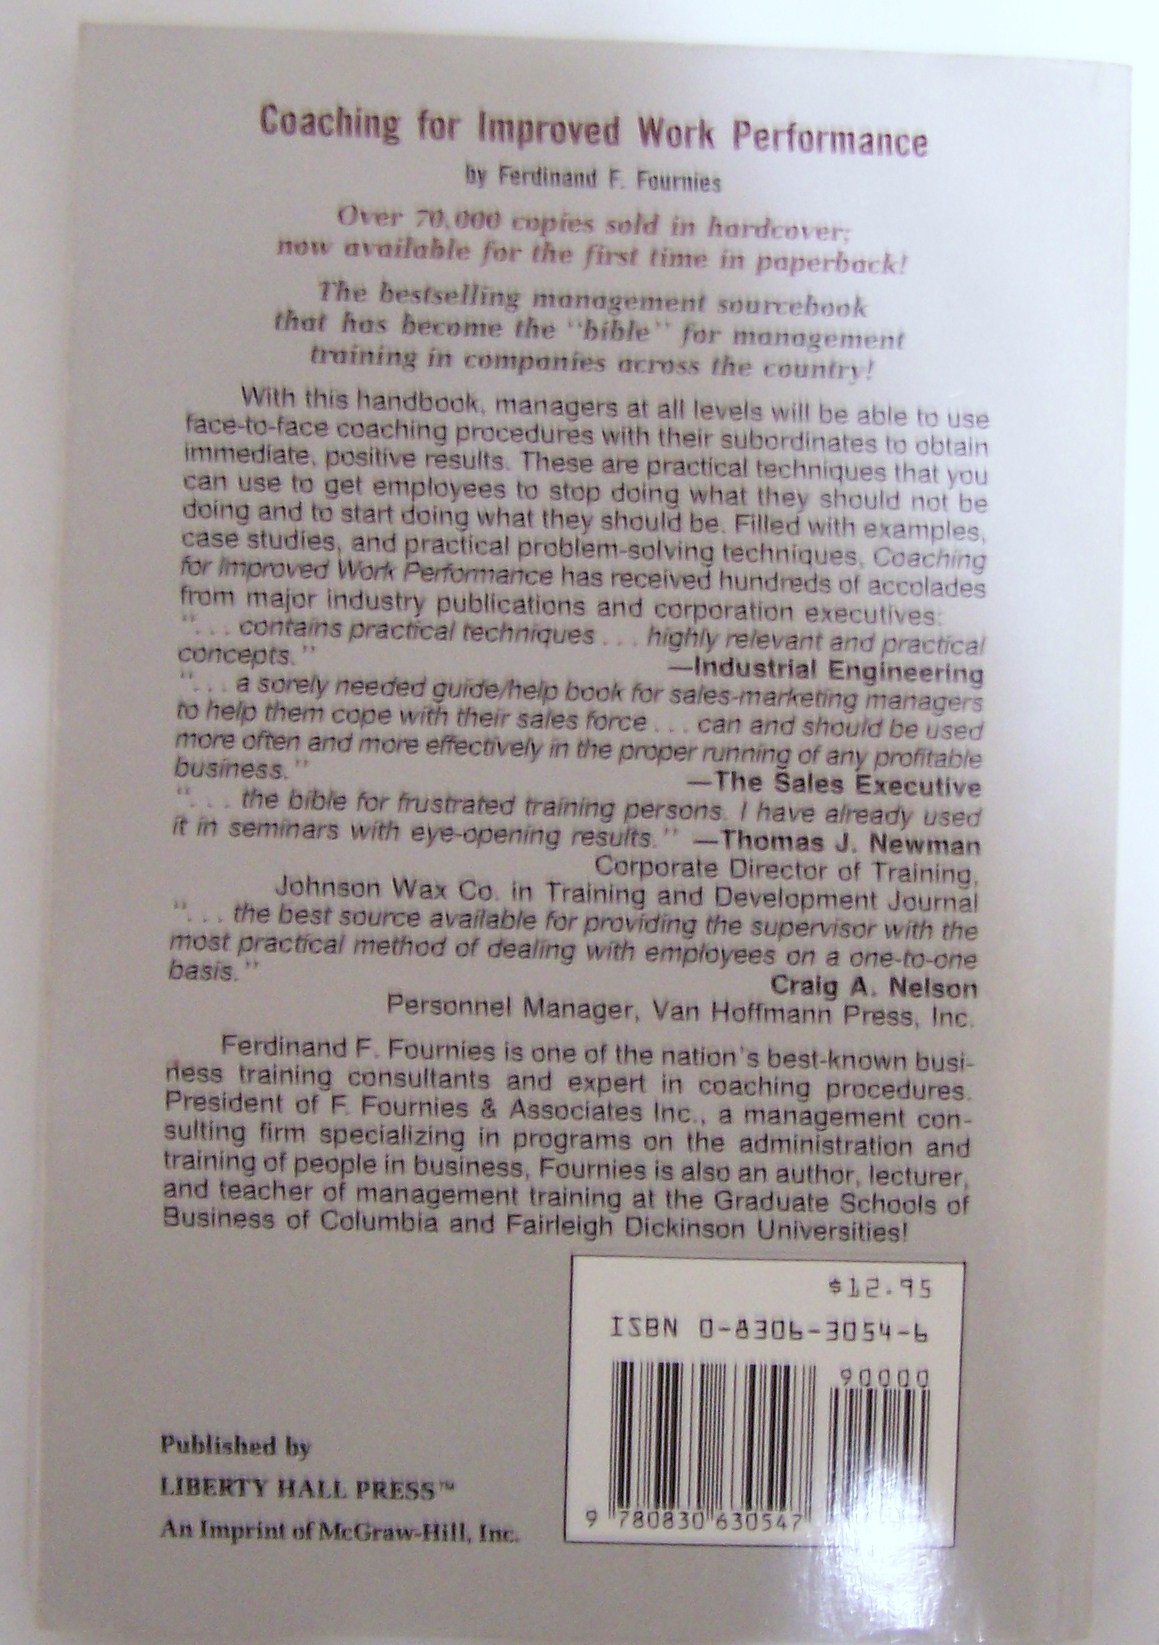 Coaching for Improved Work Performance
by Ferdinand F. Fournies
Over 70,000 copies sold in hardcover;
now available for the first time in paperback!
The bestselling management sourcebook
that has become the "bible" for management
training in companies across the country!
With this handbook, managers at all levels will be able to use
face-to-face coaching procedures with their subordinates to obtain
immediate, positive results. These are practical techniques that you
can use to get employees to stop doing what they should not be
doing and to start doing what they should be. Filled with examples,
case studies, and practical problem-solving techniques, Coaching
for Improved Work Performance has received hundreds of accolades
from major industry publications and corporation executives:
". . . contains practical techniques . . . highly relevant and practical
concepts." —Industrial Engineering
". . . a sorely needed guide/help book for sales-marketing managers
to help them cope with their sales force . . . can and should be used
more often and more effectively in the proper running of any profitable
business." —The Sales Executive
". . . the bible for frustrated training persons. I have already used
it in seminars with eye-opening results." —Thomas J. Newman
Corporate Director of Training,
Johnson Wax Co. in Training and Development Journal
". . . the best source available for providing the supervisor with the
most practical method of dealing with employees on a one-to-one
basis." Craig A. Nelson
Personnel Manager, Van Hoffmann Press, Inc.
Ferdinand F. Fournies is one of the nation's best-known busi-
ness training consultants and expert in coaching procedures.
President of F. Fournies & Associates Inc., a management con-
sulting firm specializing in programs on the administration and
training of people in business, Fournies is also an author, lecturer,
and teacher of management training at the Graduate Schools of
Business of Columbia and Fairleigh Dickinson Universities!
$12.95
ISBN 0-8306-3054-6
90000
9 780830 630547
Published by
LIBERTY HALL PRESS™
An Imprint of McGraw-Hill, Inc.